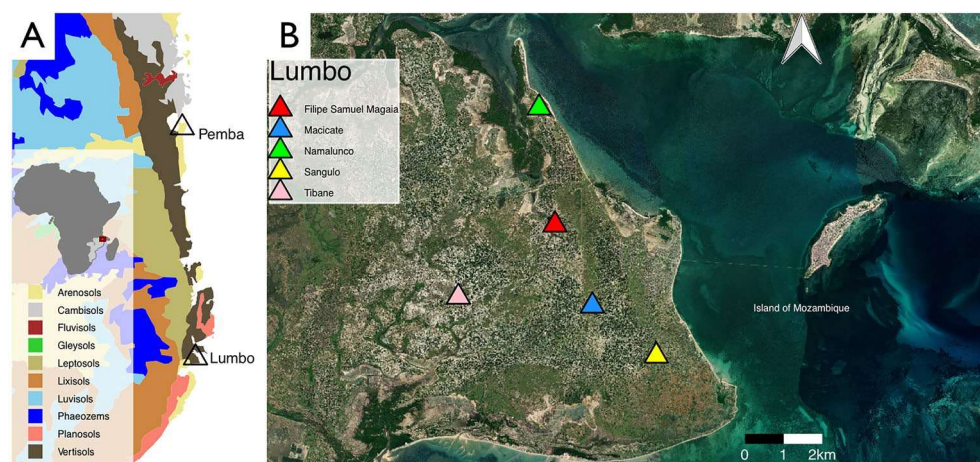 A
Pemba
Arenosols
Cambisols
Fluvisols
Gleysols
Leptosols
Lixisols
Luvisols
Phaeozems
Planosols
Vertisols
Lumbo
B
Lumbo
Filipe Samuel Magaia
Macicate
Namalunco
Sangulo
Tibane
Island of Mozambique
0 1 2km